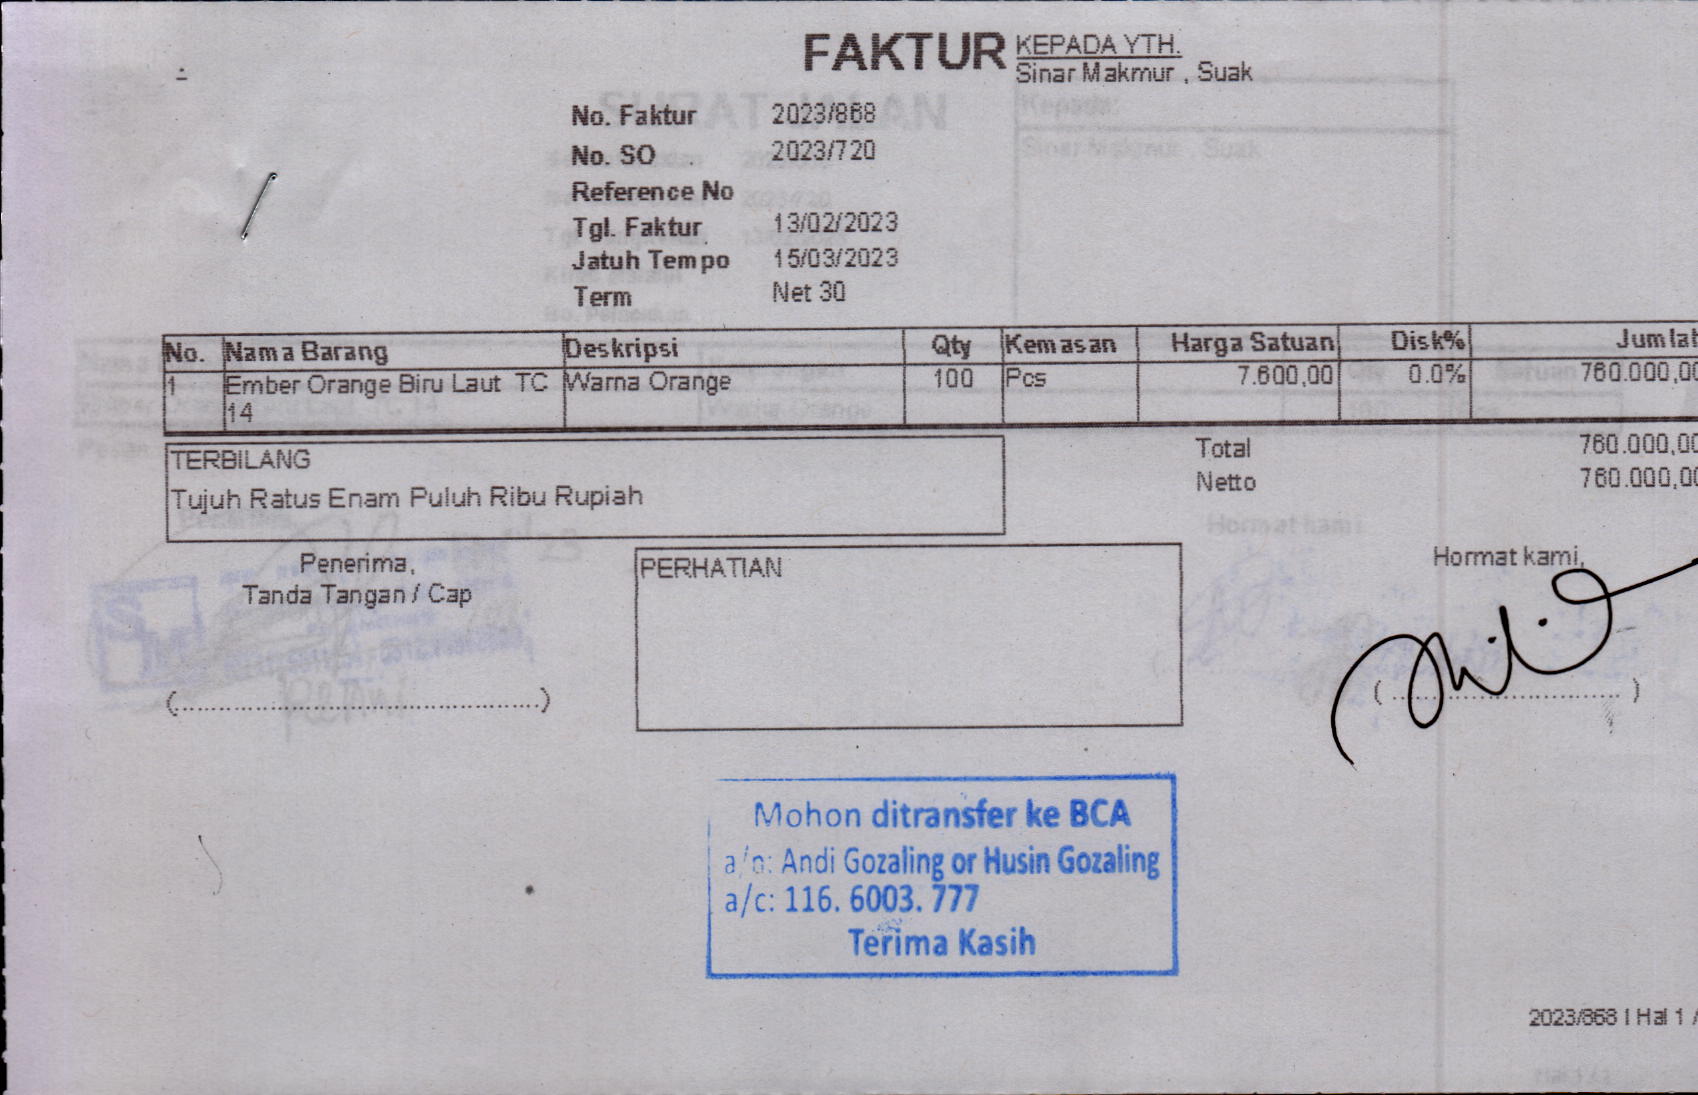 FAKTUR
KEPADA YTH.
Sinar Makmur , Suak
No. Faktur 2023/868
No. SO 2023/720
Reference No
Tgl. Faktur 13/02/2023
Jatuh Tempo 15/03/2023
Term Net 30
No. Nama Barang Deskripsi Qty Kemasan Harga Satuan Disk% Jumlah
1 Ember Orange Biru Laut TC Warna Orange 100 Pcs 7.600,00 0.0% 760.000,00
14
Total 760.000,00
Netto 760.000,00
TERBILANG
Tujuh Ratus Enam Puluh Ribu Rupiah
Penerima,
Tanda Tangan / Cap
(........................................)
PERHATIAN
Hormat kami,
(........................................)
Mohon ditransfer ke BCA
a/n: Andi Gozaling or Husin Gozaling
a/c: 116. 6003. 777
Terima Kasih
2023/868 I Hal 1 /